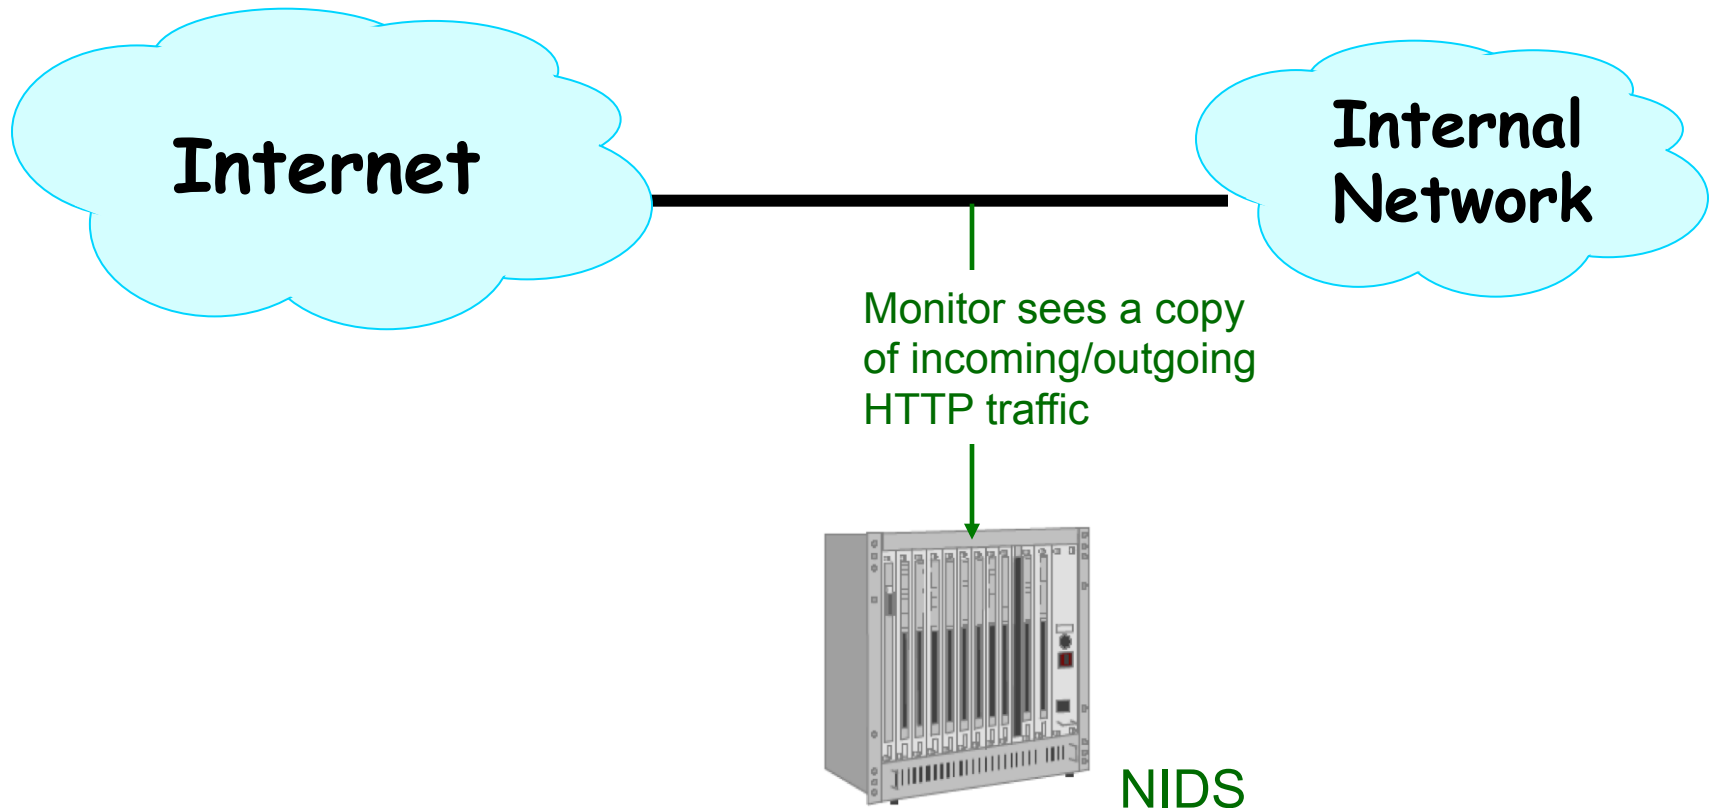 Internet
Internal
Network
Monitor sees a copy
of incoming/outgoing
HTTP traffic
NIDS